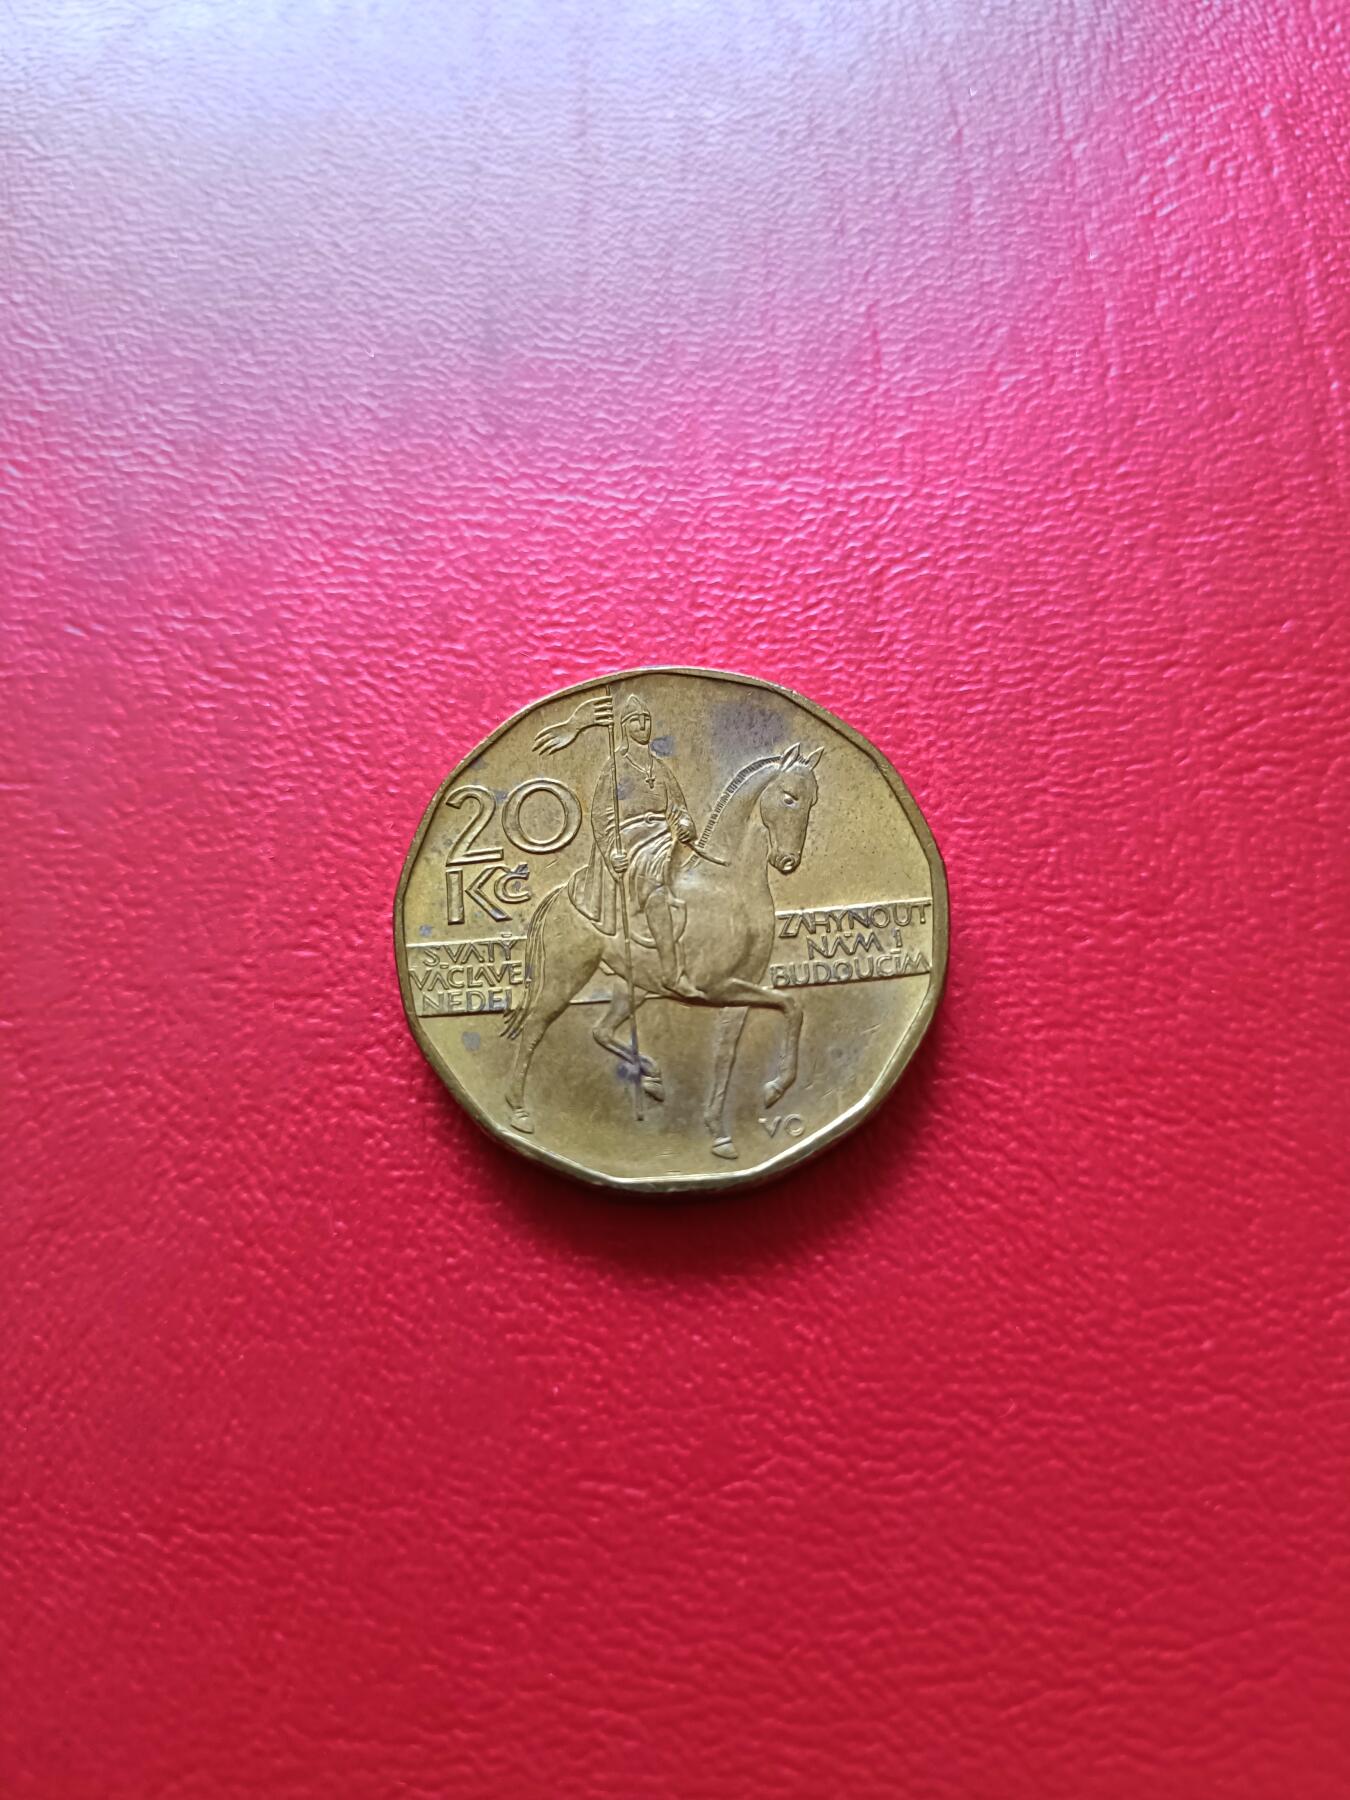 20
Kč
SVATÝ
VÁCLAVE
NEDEJ
ZAHYNOUT
NÁM I
BUDOUCÍM
VO